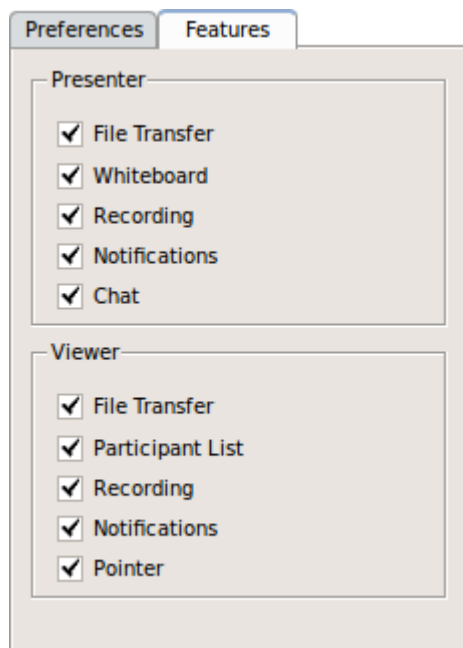 Preferences Features
Presenter
File Transfer
Whiteboard
Recording
Notifications
Chat
Viewer
File Transfer
Participant List
Recording
Notifications
Pointer